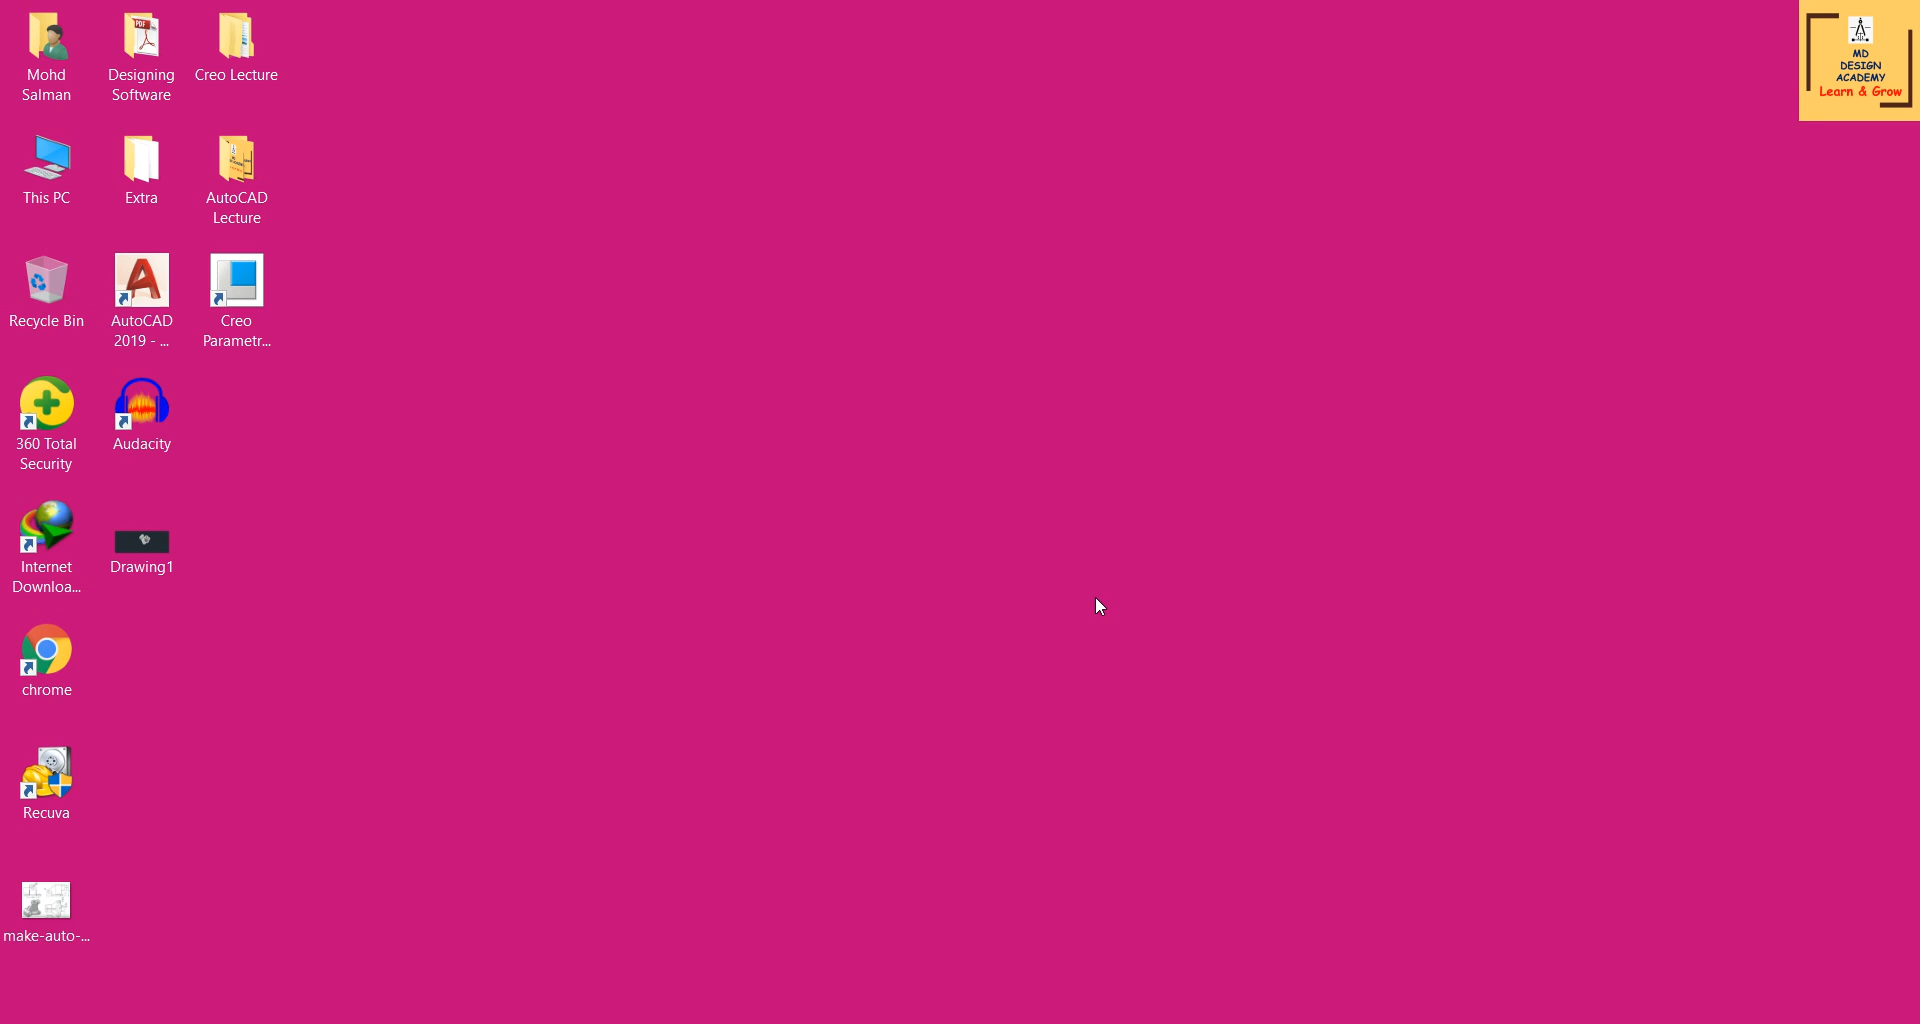 Mohd
Salman
Designing
Software
Creo Lecture
This PC
Extra
AutoCAD
Lecture
Recycle Bin
AutoCAD
2019 - ...
Creo
Parametr...
360 Total
Security
Audacity
Internet
Downloa...
Drawing1
chrome
Recuva
make-auto-...
PDF
MD
DESIGN
ACADEMY
Learn & Grow